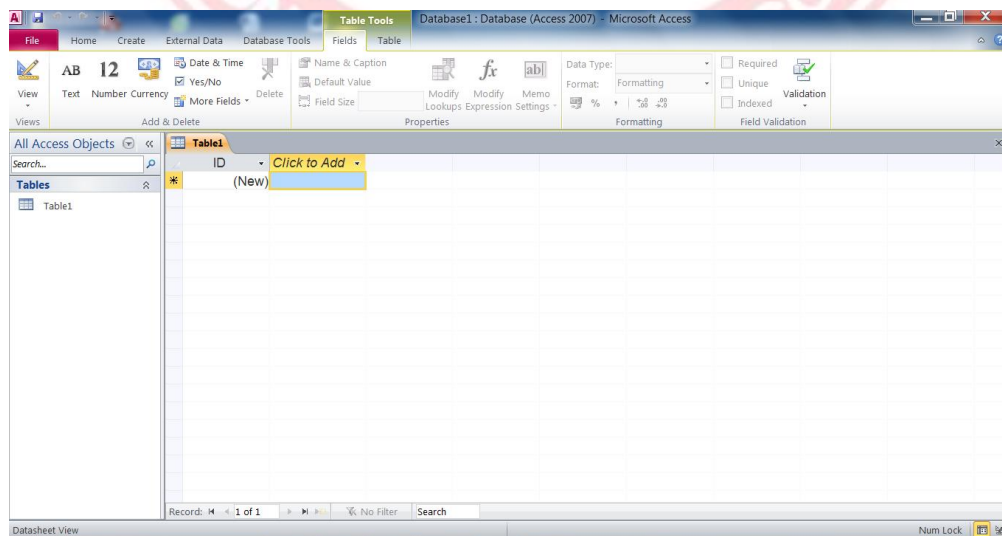 Table Tools
Database1 : Database (Access 2007) - Microsoft Access
File Home Create External Data Database Tools Fields Table
View
Views
AB
Text
12
Number
Currency
Date & Time
Yes/No
More Fields
Delete
Add & Delete
Name & Caption
Default Value
Field Size
Modify Lookups
fx
Modify Expression
ab
Memo Settings
Properties
Data Type:
Format: Formatting
%
Formatting
Required
Unique
Indexed
Validation
Field Validation
All Access Objects
Search...
Tables
Table1
Table1
ID Click to Add
(New)
Record: 1 of 1 No Filter Search
Datasheet View
Num Lock